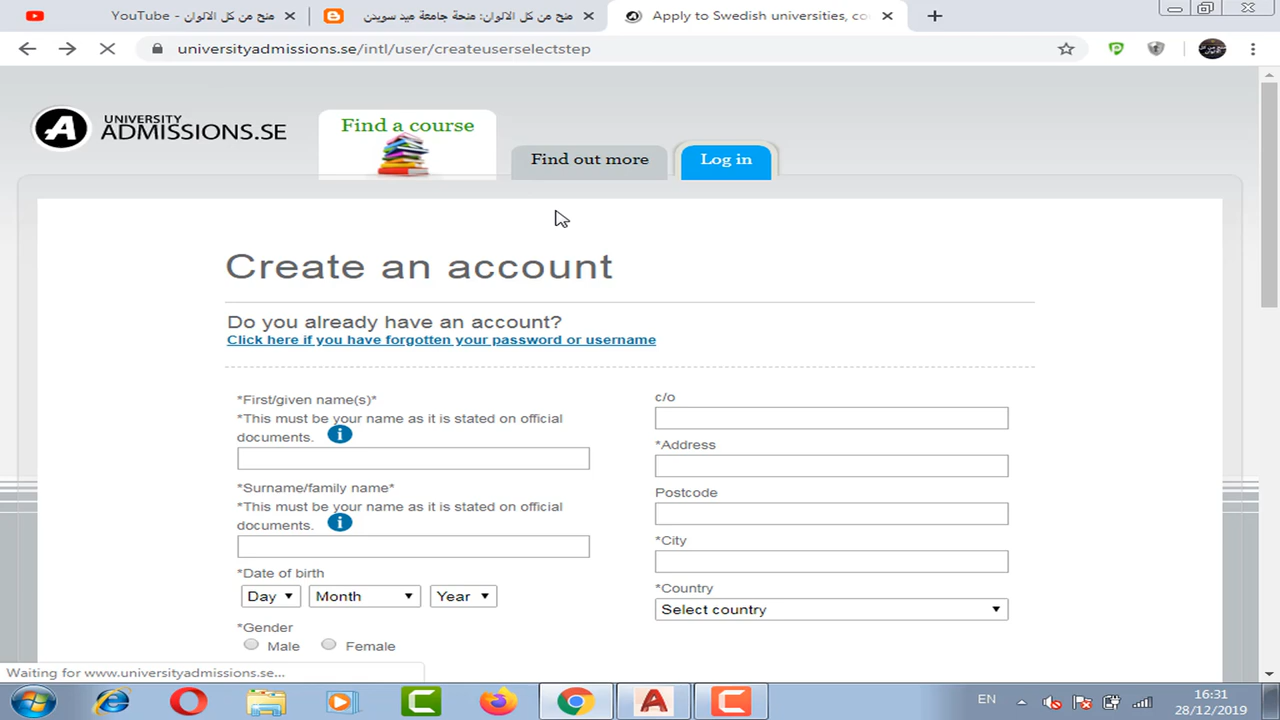 YouTube - منح من كل الالوان
منح من كل الالوان: منحة جامعة ميد سويدن
Apply to Swedish universities, co
universityadmissions.se/intl/user/createuserselectstep
UNIVERSITY
ADMISSIONS.SE
Find a course
Find out more
Log in
Create an account
Do you already have an account?
Click here if you have forgotten your password or username
*First/given name(s)*
*This must be your name as it is stated on official
documents.
*Surname/family name*
*This must be your name as it is stated on official
documents.
*Date of birth
Day
Month
Year
*Gender
Male
Female
c/o
*Address
Postcode
*City
*Country
Select country
Waiting for www.universityadmissions.se...
EN
16:31
28/12/2019